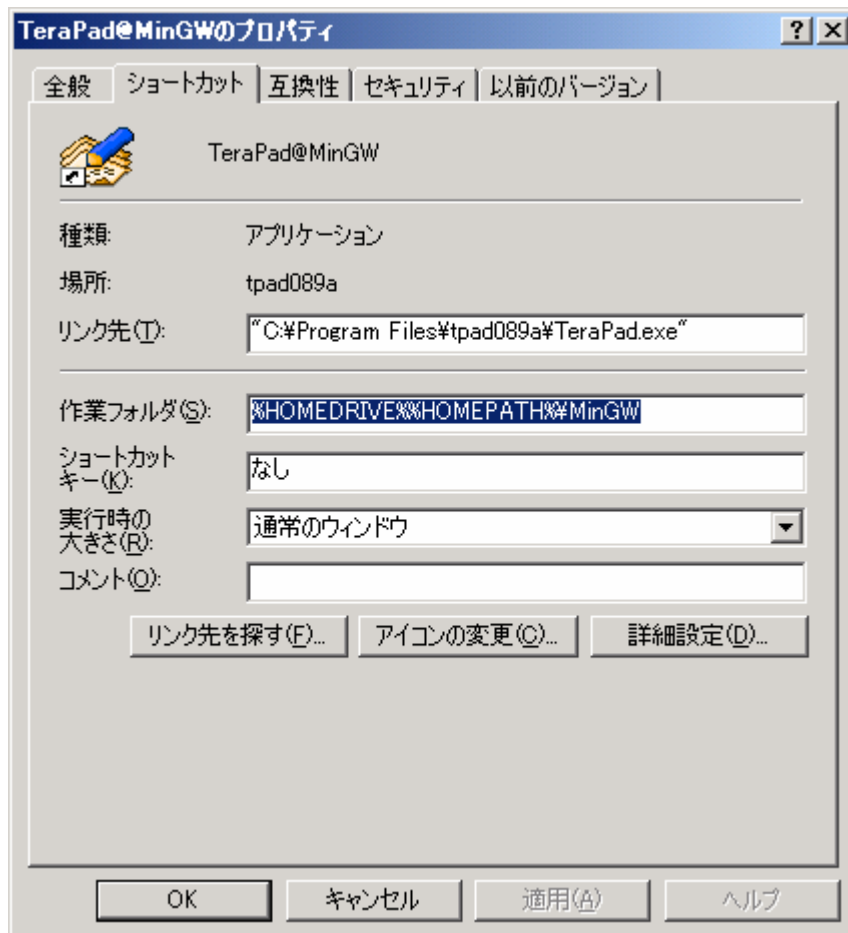 TeraPad@MinGWのプロパティ
全般 ショートカット 互換性 セキュリティ 以前のバージョン
TeraPad@MinGW
種類: アプリケーション
場所: tpad089a
リンク先(T): "C:¥Program Files¥tpad089a¥TeraPad.exe"
作業フォルダ(S): %HOMEDRIVE%%HOMEPATH%¥MinGW
ショートカット
キー(K): なし
実行時の
大きさ(R): 通常のウィンドウ
コメント(O):
リンク先を探す(F)... アイコンの変更(C)... 詳細設定(D)...
OK キャンセル 適用(A) ヘルプ